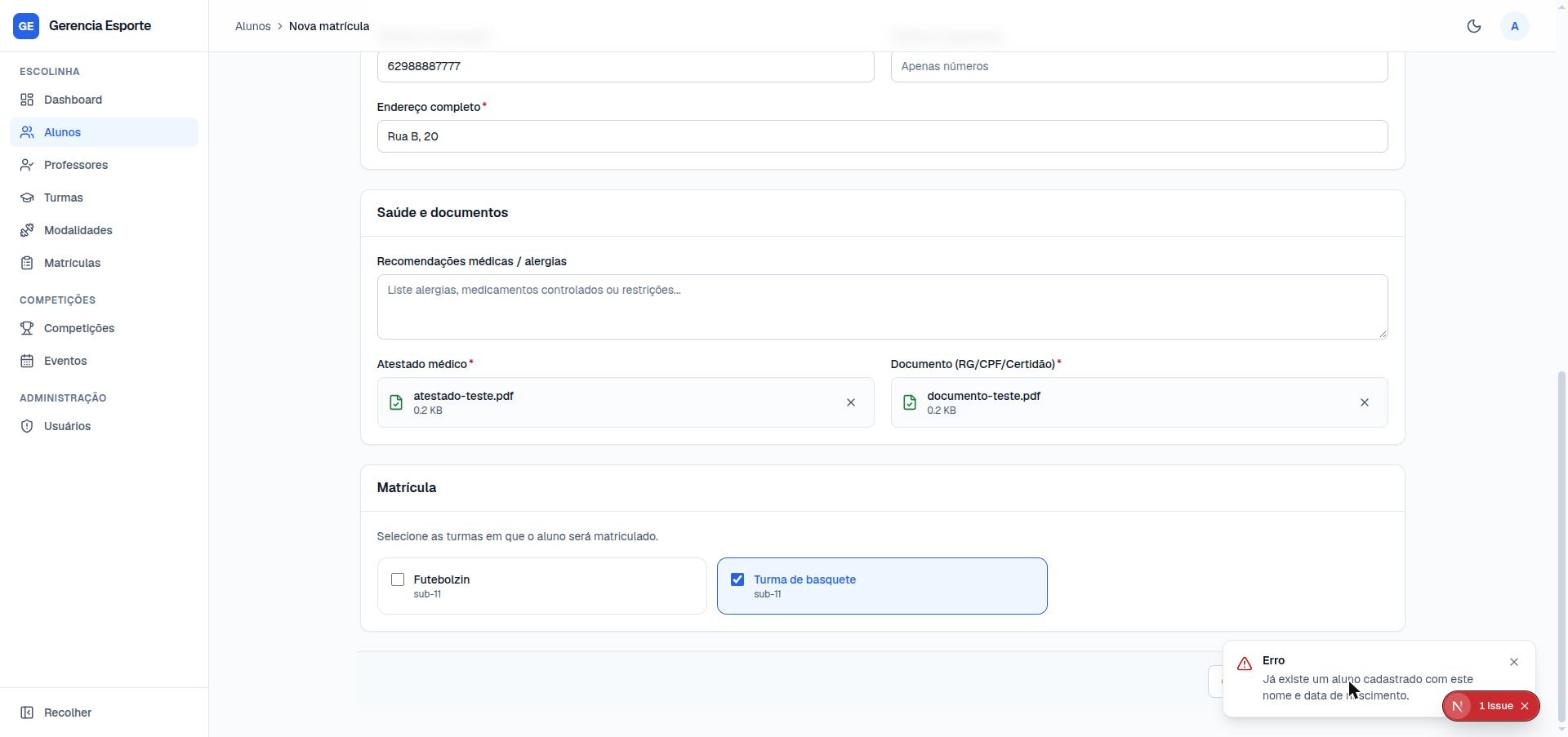 GE Gerencia Esporte
Alunos > Nova matrícula
A
ESCOLINHA
Dashboard
Alunos
Professores
Turmas
Modalidades
Matrículas
COMPETIÇÕES
Competições
Eventos
ADMINISTRAÇÃO
Usuários
Recolher
62988887777
Apenas números
Endereço completo*
Rua B, 20
Saúde e documentos
Recomendações médicas / alergias
Liste alergias, medicamentos controlados ou restrições...
Atestado médico*
Documento (RG/CPF/Certidão)*
atestado-teste.pdf
0.2 KB
documento-teste.pdf
0.2 KB
Matrícula
Selecione as turmas em que o aluno será matriculado.
Futebolzin
sub-11
Turma de basquete
sub-11
Erro
Já existe um aluno cadastrado com este
nome e data de nascimento.
N 1 Issue